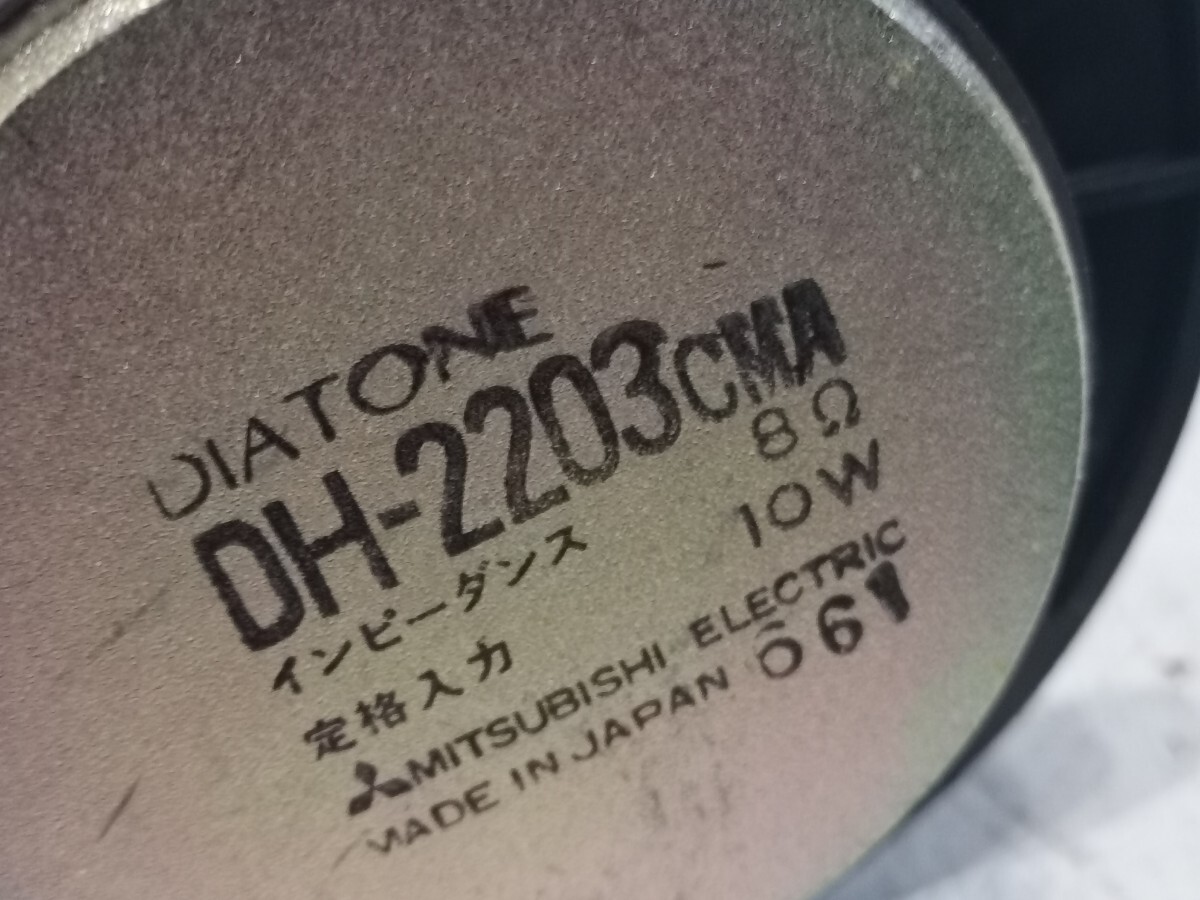 DIATONE
DH-2203CMA
インピーダンス 8Ω
定格入力 10W
MITSUBISHI ELECTRIC
MADE IN JAPAN 061